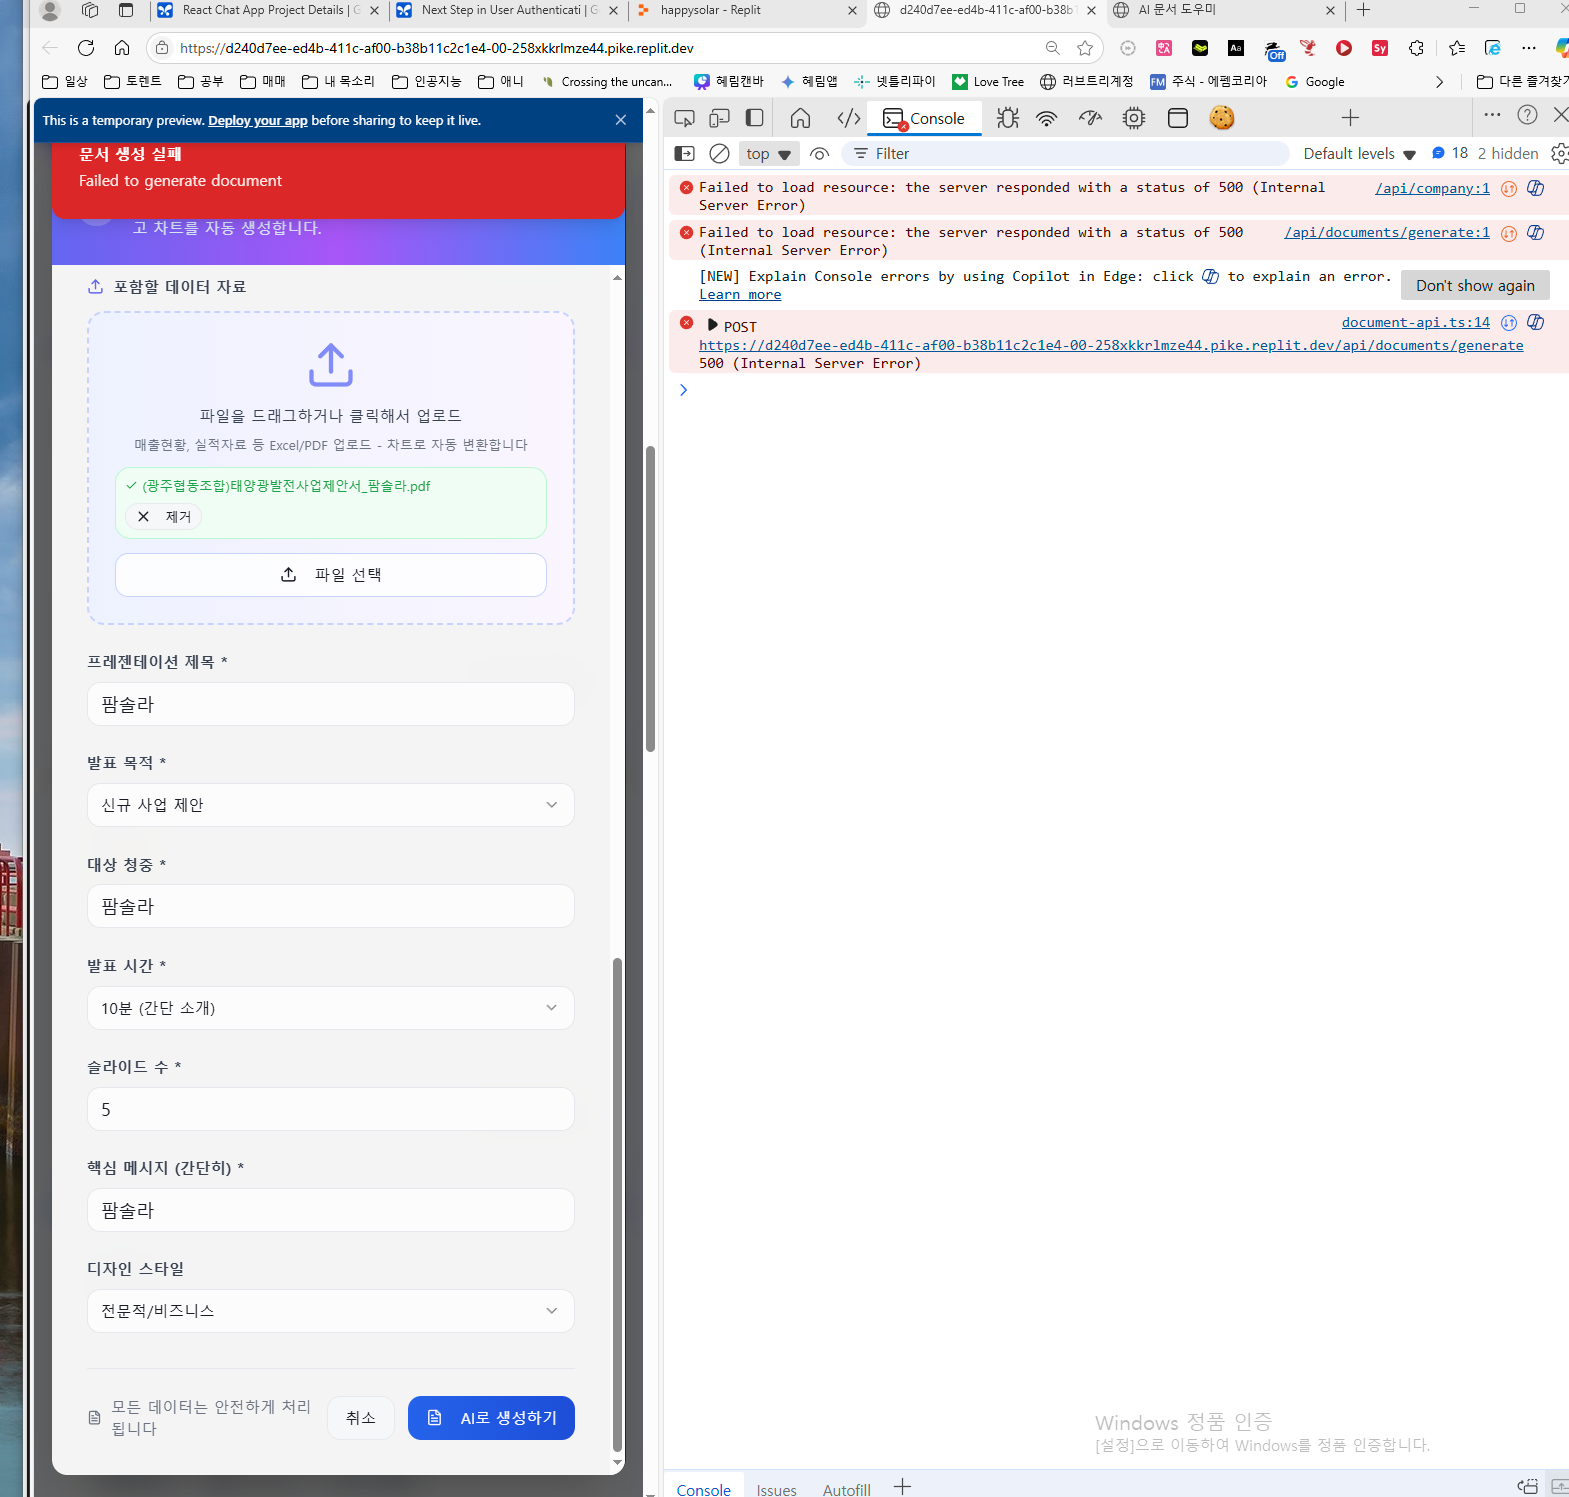 React Chat App Project Details | G
Next Step in User Authenticati | G
happysolar - Replit
d240d7ee-ed4b-411c-af00-b38b1
AI 문서 도우미
https://d240d7ee-ed4b-411c-af00-b38b11c2c1e4-00-258xkkrlmze44.pike.replit.dev
Aa
Off
Sy
일상
토렌트
공부
매매
내 목소리
인공지능
애니
Crossing the uncan...
헤림캔바
헤림앱
넷틀리파이
Love Tree
러브트리계정
FM 주식 - 에펨코리아
Google
다른 즐겨찾기
This is a temporary preview. Deploy your app before sharing to keep it live.
문서 생성 실패
Failed to generate document
고 차트를 자동 생성합니다.
포함할 데이터 자료
파일을 드래그하거나 클릭해서 업로드
매출현황, 실적자료 등 Excel/PDF 업로드 - 차트로 자동 변환합니다
(광주협동조합)태양광발전사업제안서_팜솔라.pdf
제거
파일 선택
프레젠테이션 제목 *
팜솔라
발표 목적 *
신규 사업 제안
대상 청중 *
팜솔라
발표 시간 *
10분 (간단 소개)
슬라이드 수 *
5
핵심 메시지 (간단히) *
팜솔라
디자인 스타일
전문적/비즈니스
모든 데이터는 안전하게 처리
됩니다
취소
AI로 생성하기
Console
top
Filter
Default levels
18
2 hidden
Failed to load resource: the server responded with a status of 500 (Internal /api/company:1
Server Error)
Failed to load resource: the server responded with a status of 500 /api/documents/generate:1
(Internal Server Error)
[NEW] Explain Console errors by using Copilot in Edge: click to explain an error.
Learn more
Don't show again
POST document-api.ts:14
https://d240d7ee-ed4b-411c-af00-b38b11c2c1e4-00-258xkkrlmze44.pike.replit.dev/api/documents/generate
500 (Internal Server Error)
Windows 정품 인증
[설정]으로 이동하여 Windows를 정품 인증합니다.
Console
Issues
Autofill